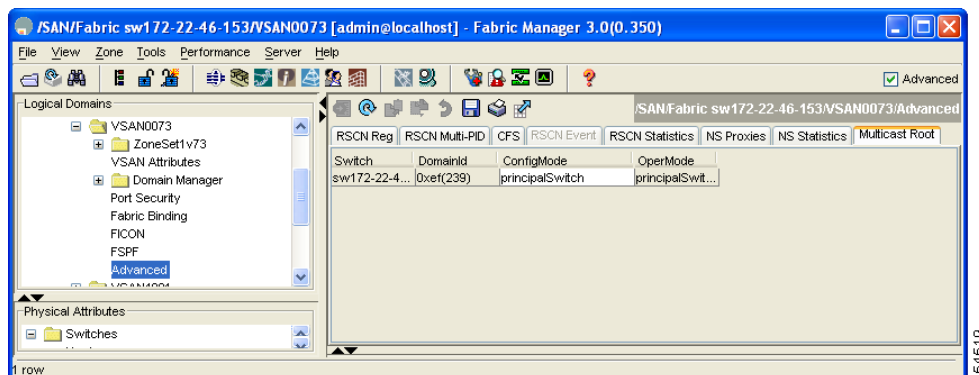 /SAN/Fabric sw172-22-46-153/VSAN0073 [admin@localhost] - Fabric Manager 3.0(0.350)
File View Zone Tools Performance Server Help
Advanced
Logical Domains
/SAN/Fabric sw172-22-46-153/VSAN0073/Advanced
VSAN0073
ZoneSet1v73
VSAN Attributes
Domain Manager
Port Security
Fabric Binding
FICON
FSPF
Advanced
RSCN Reg RSCN Multi-PID CFS RSCN Event RSCN Statistics NS Proxies NS Statistics Multicast Root
Switch DomainId ConfigMode OperMode
sw172-22-4... 0xef(239) principalSwitch principalSwit...
Physical Attributes
Switches
1 row